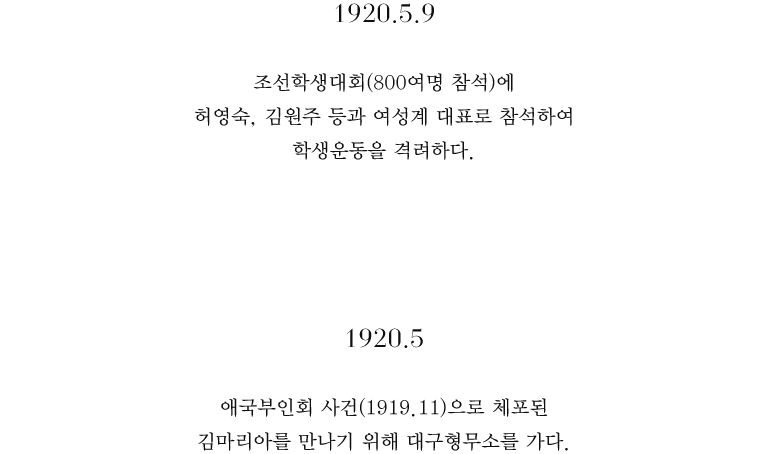 1920.5.9
조선학생대회(800여명 참석)에
허영숙, 김원주 등과 여성계 대표로 참석하여
학생운동을 격려하다.
1920.5
애국부인회 사건(1919.11)으로 체포된
김마리아를 만나기 위해 대구형무소를 가다.